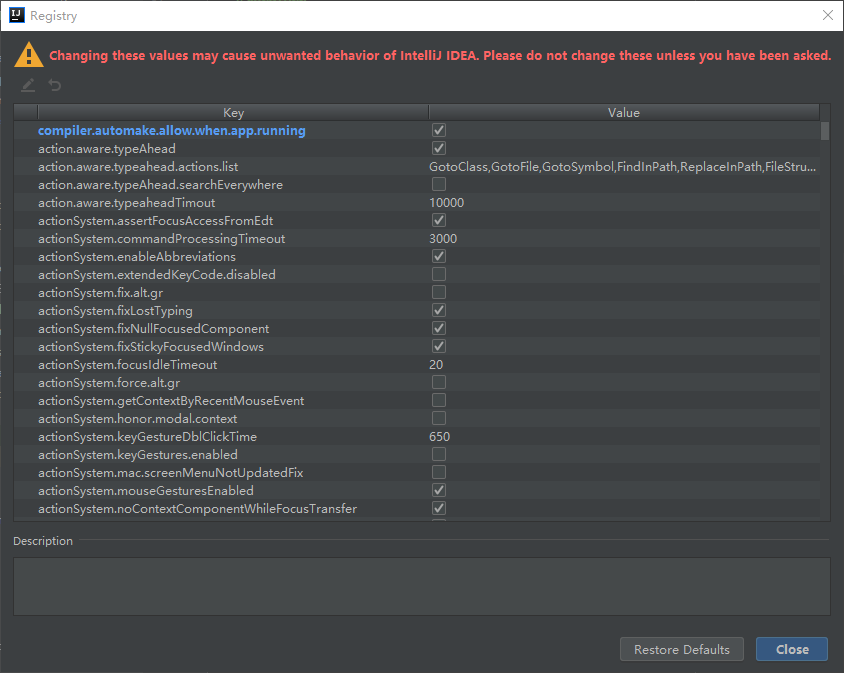 Registry
Changing these values may cause unwanted behavior of IntelliJ IDEA. Please do not change these unless you have been asked.
Key Value
compiler.automake.allow.when.app.running
action.aware.typeAhead
action.aware.typeahead.actions.list GotoClass,GotoFile,GotoSymbol,FindInPath,ReplaceInPath,FileStru...
action.aware.typeAhead.searchEverywhere
action.aware.typeaheadTimout 10000
actionSystem.assertFocusAccessFromEdt
actionSystem.commandProcessingTimeout 3000
actionSystem.enableAbbreviations
actionSystem.extendedKeyCode.disabled
actionSystem.fix.alt.gr
actionSystem.fixLostTyping
actionSystem.fixNullFocusedComponent
actionSystem.fixStickyFocusedWindows
actionSystem.focusIdleTimeout 20
actionSystem.force.alt.gr
actionSystem.getContextByRecentMouseEvent
actionSystem.honor.modal.context
actionSystem.keyGestureDblClickTime 650
actionSystem.keyGestures.enabled
actionSystem.mac.screenMenuNotUpdatedFix
actionSystem.mouseGesturesEnabled
actionSystem.noContextComponentWhileFocusTransfer
Description
Restore Defaults Close